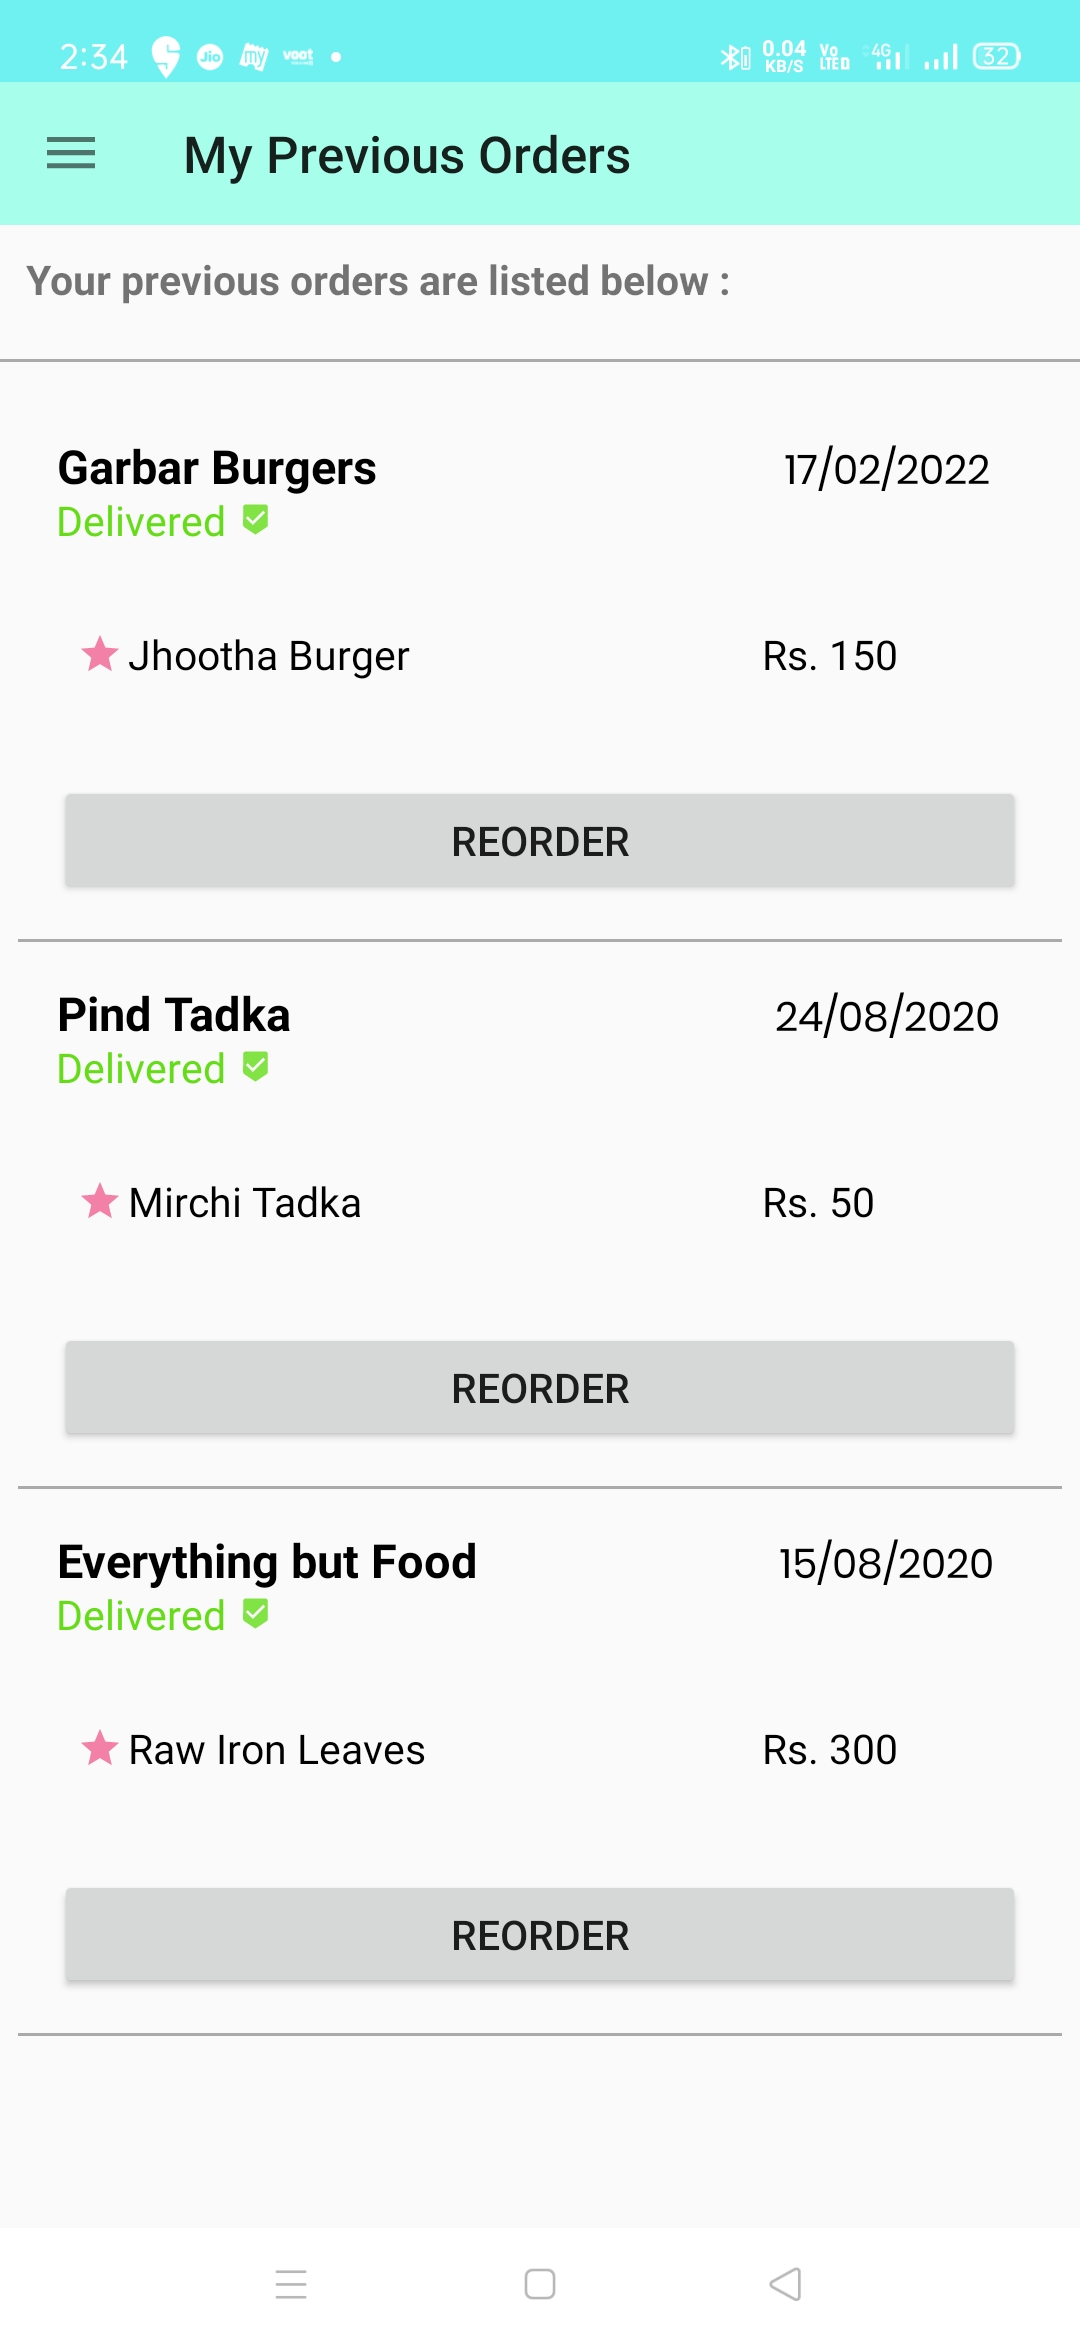 2:34 Jio my voot 0.04 KB/S Vo LTE 4G 32
My Previous Orders
Your previous orders are listed below :
Garbar Burgers 17/02/2022
Delivered
Jhootha Burger Rs. 150
REORDER
Pind Tadka 24/08/2020
Delivered
Mirchi Tadka Rs. 50
REORDER
Everything but Food 15/08/2020
Delivered
Raw Iron Leaves Rs. 300
REORDER